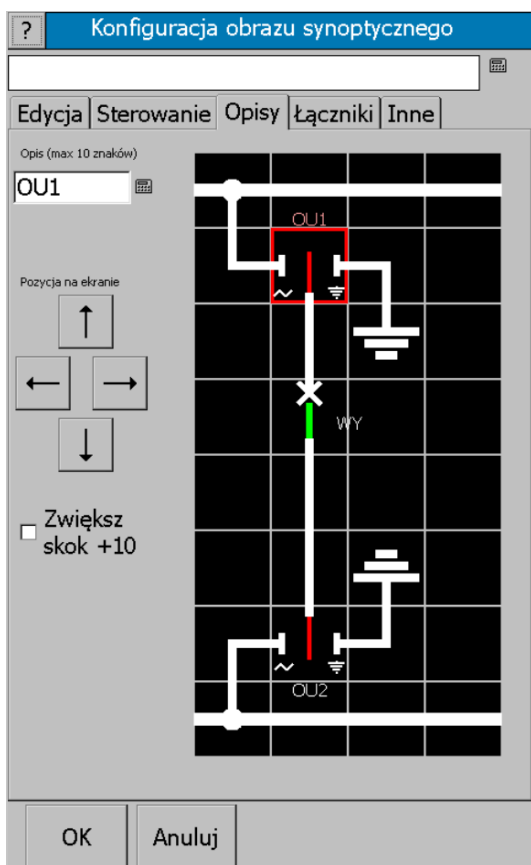 ?
Konfiguracja obrazu synoptycznego
Edycja
Sterowanie
Opisy
Łączniki
Inne
Opis (max 10 znaków)
OU1
Pozycja na ekranie
Zwiększ
skok +10
OU1
WY
OU2
OK
Anuluj